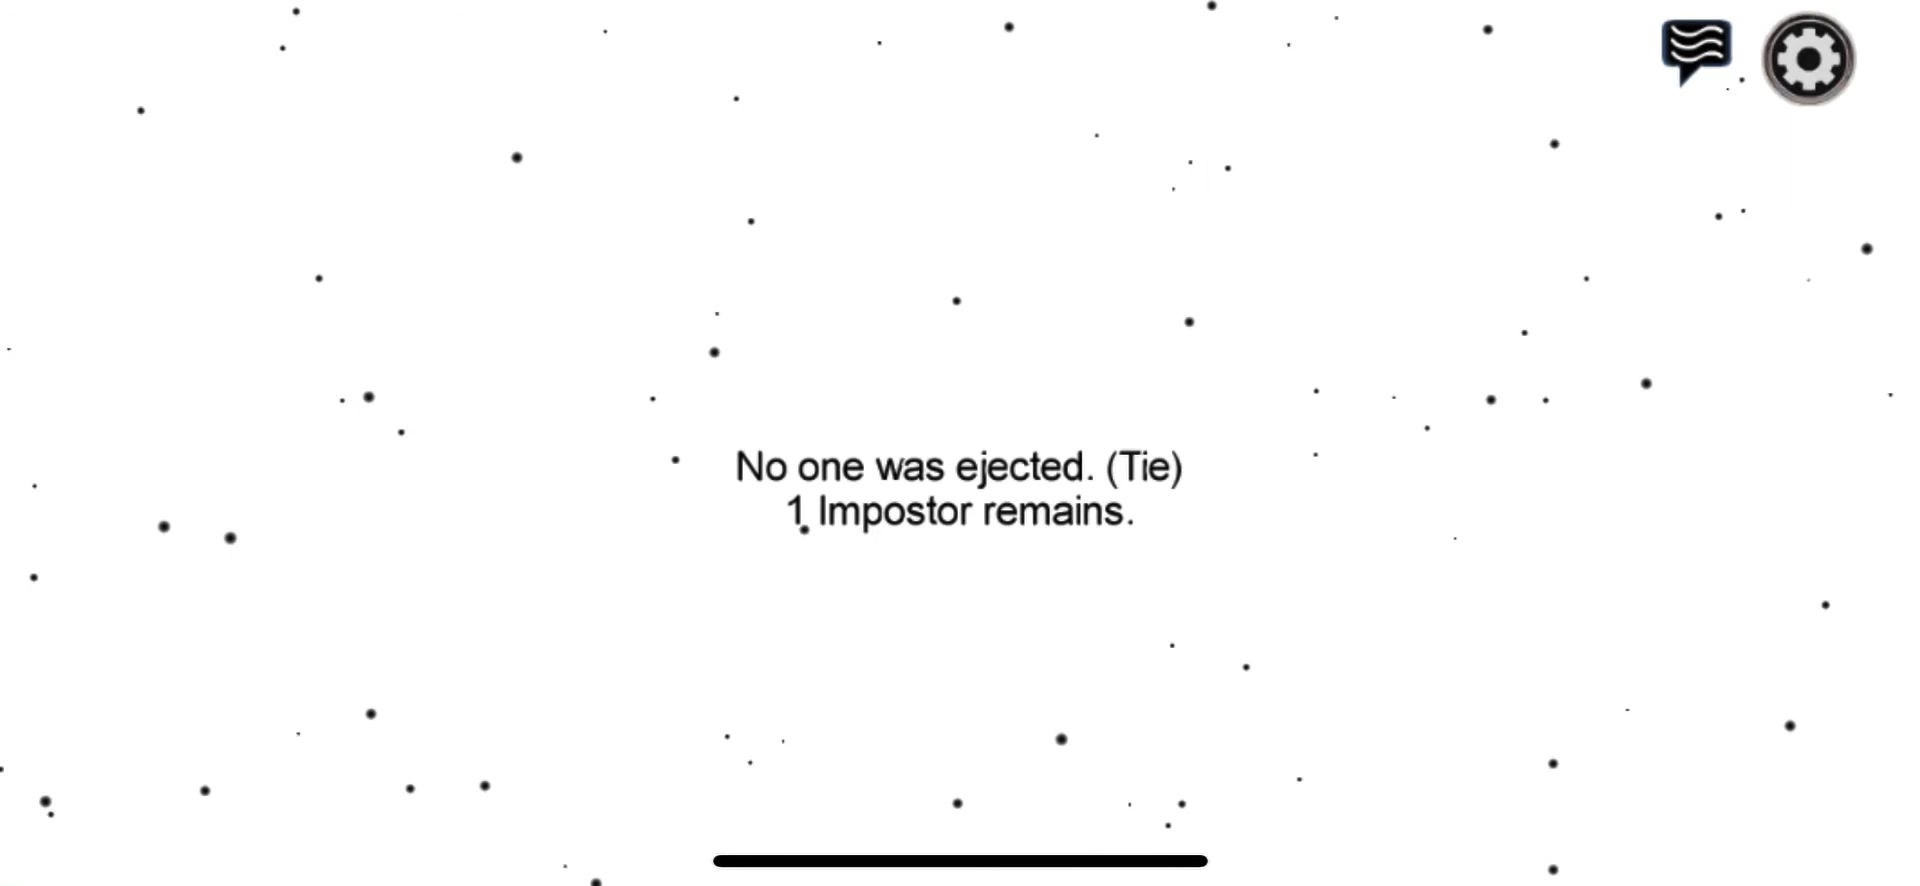 No one was ejected. (Tie)
1 Impostor remains.